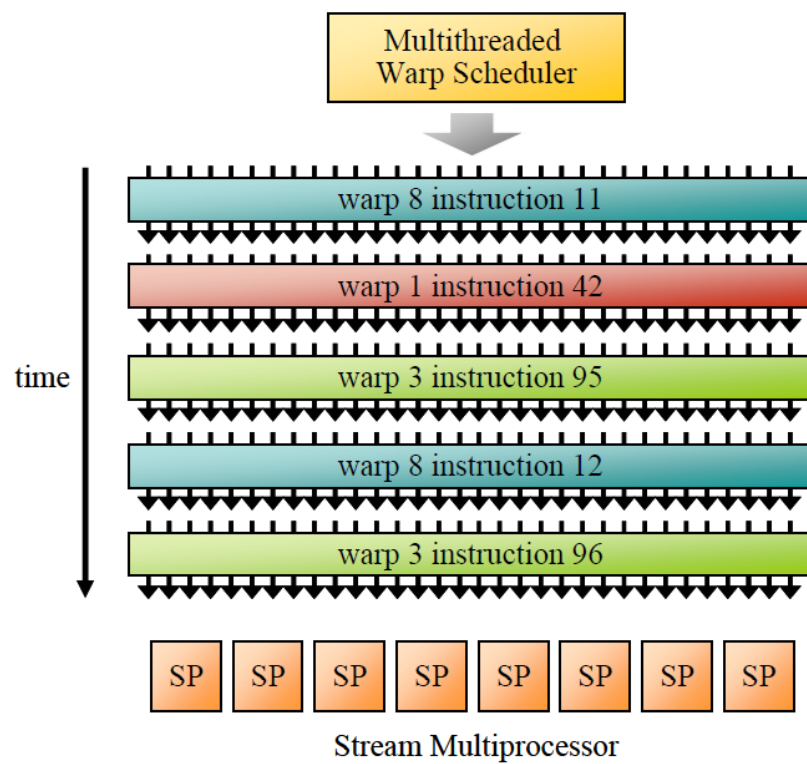 Multithreaded
Warp Scheduler
warp 8 instruction 11
warp 1 instruction 42
warp 3 instruction 95
time
warp 8 instruction 12
warp 3 instruction 96
SP SP SP SP SP SP SP SP
Stream Multiprocessor